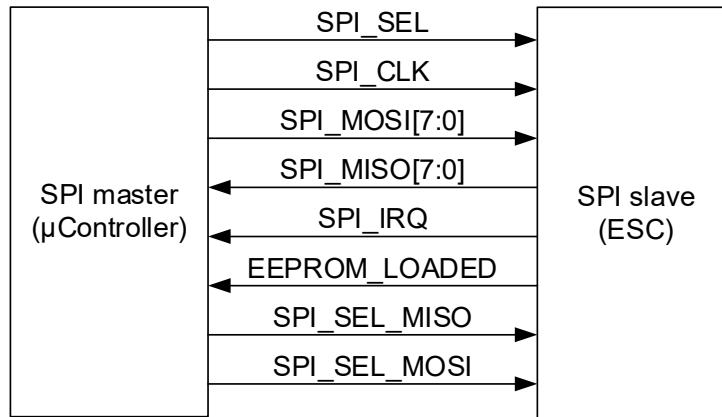 SPI_SEL
SPI_CLK
SPI_MOSI[7:0]
SPI_MISO[7:0]
SPI master
(µController)
SPI slave
(ESC)
SPI_IRQ
EEPROM_LOADED
SPI_SEL_MISO
SPI_SEL_MOSI